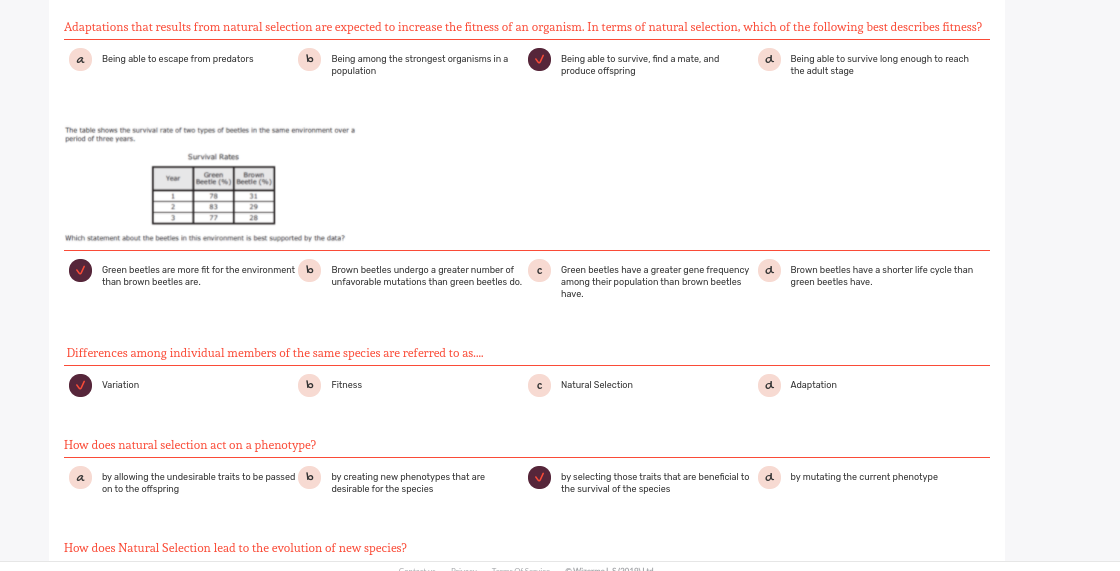 Adaptations that results from natural selection are expected to increase the fitness of an organism. In terms of natural selection, which of the following best describes fitness?
a Being able to escape from predators
b Being among the strongest organisms in a
population
Being able to survive, find a mate, and
produce offspring
d Being able to survive long enough to reach
the adult stage
The table shows the survival rate of two types of beetles in the same environment over a
period of three years.
Survival Rates
Year Green Beetle (%) Brown Beetle (%)
1 78 31
2 83 29
3 77 28
Which statement about the beetles in this environment is best supported by the data?
Green beetles are more fit for the environment
than brown beetles are.
b Brown beetles undergo a greater number of
unfavorable mutations than green beetles do.
c Green beetles have a greater gene frequency
among their population than brown beetles
have.
d Brown beetles have a shorter life cycle than
green beetles have.
Differences among individual members of the same species are referred to as....
Variation
b Fitness
c Natural Selection
d Adaptation
How does natural selection act on a phenotype?
a by allowing the undesirable traits to be passed
on to the offspring
b by creating new phenotypes that are
desirable for the species
by selecting those traits that are beneficial to
the survival of the species
d by mutating the current phenotype
How does Natural Selection lead to the evolution of new species?
Contact us Privacy Terms Of Service